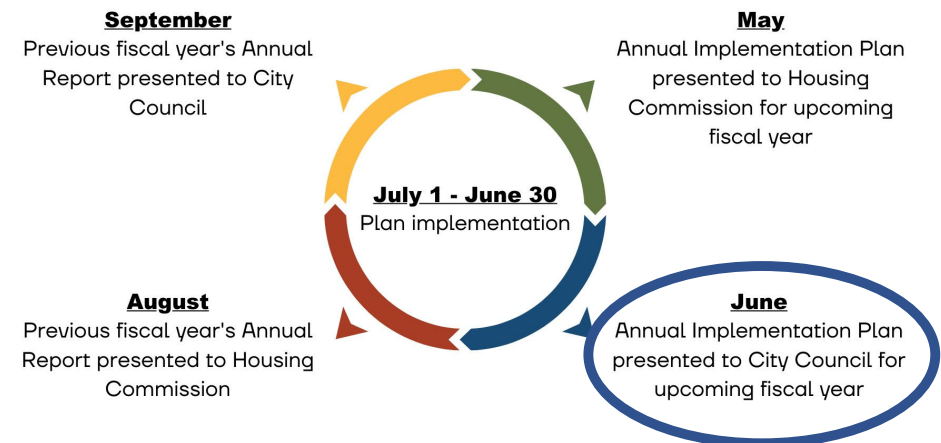 September
Previous fiscal year's Annual
Report presented to City
Council
May
Annual Implementation Plan
presented to Housing
Commission for upcoming
fiscal year
July 1 - June 30
Plan implementation
August
Previous fiscal year's Annual
Report presented to Housing
Commission
June
Annual Implementation Plan
presented to City Council for
upcoming fiscal year